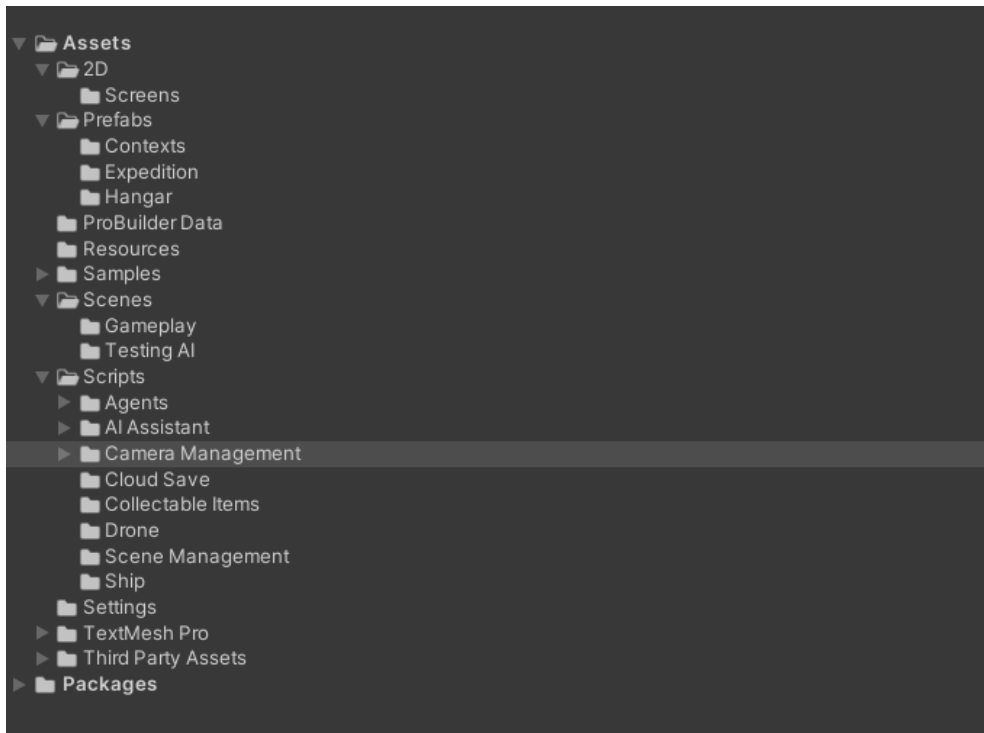 Assets
2D
Screens
Prefabs
Contexts
Expedition
Hangar
ProBuilder Data
Resources
Samples
Scenes
Gameplay
Testing AI
Scripts
Agents
AI Assistant
Camera Management
Cloud Save
Collectable Items
Drone
Scene Management
Ship
Settings
TextMesh Pro
Third Party Assets
Packages